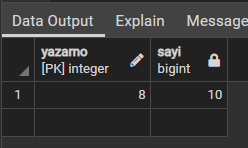 Data Output Explain Message
yazarno sayi
[PK] integer bigint
1 8 10